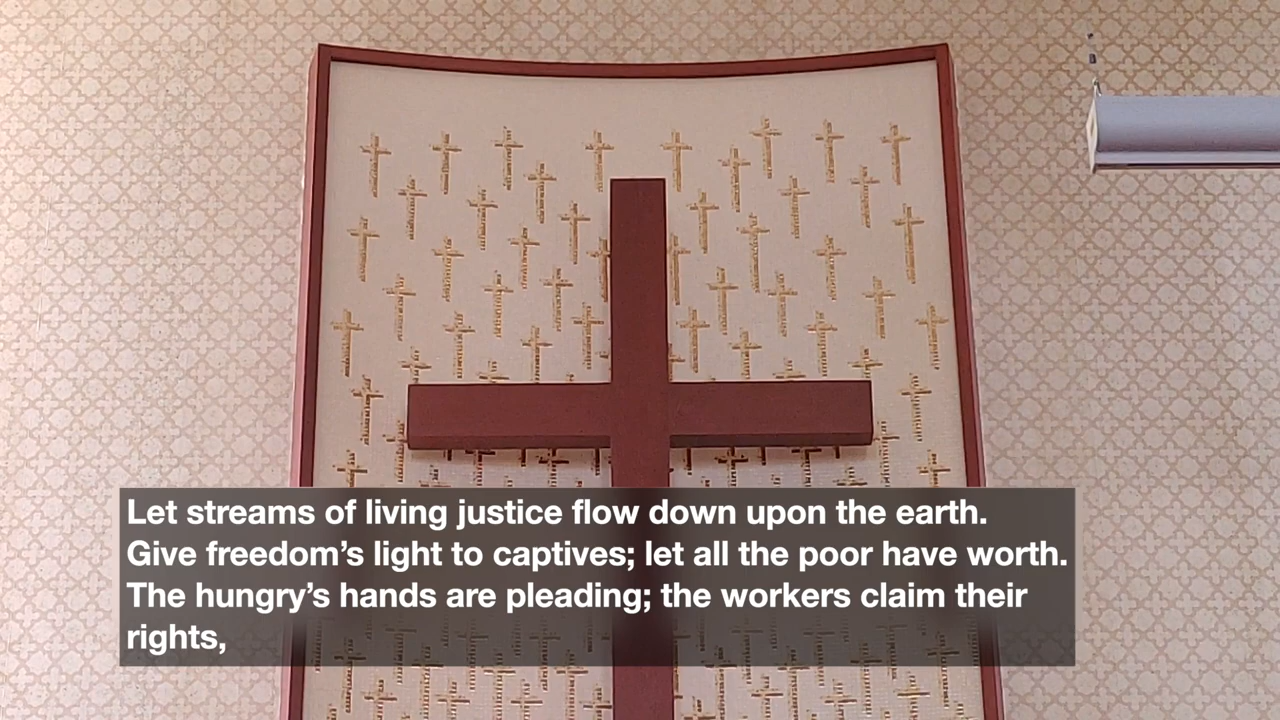 Let streams of living justice flow down upon the earth.
Give freedom’s light to captives; let all the poor have worth.
The hungry’s hands are pleading; the workers claim their
rights,